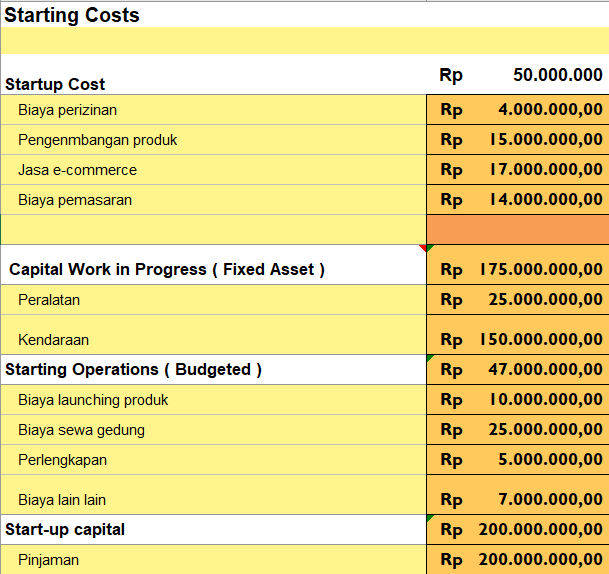 Starting Costs
Startup Cost Rp 50.000.000
Biaya perizinan Rp 4.000.000,00
Pengenmbangan produk Rp 15.000.000,00
Jasa e-commerce Rp 17.000.000,00
Biaya pemasaran Rp 14.000.000,00
Capital Work in Progress ( Fixed Asset ) Rp 175.000.000,00
Peralatan Rp 25.000.000,00
Kendaraan Rp 150.000.000,00
Starting Operations ( Budgeted ) Rp 47.000.000,00
Biaya launching produk Rp 10.000.000,00
Biaya sewa gedung Rp 25.000.000,00
Perlengkapan Rp 5.000.000,00
Biaya lain lain Rp 7.000.000,00
Start-up capital Rp 200.000.000,00
Pinjaman Rp 200.000.000,00